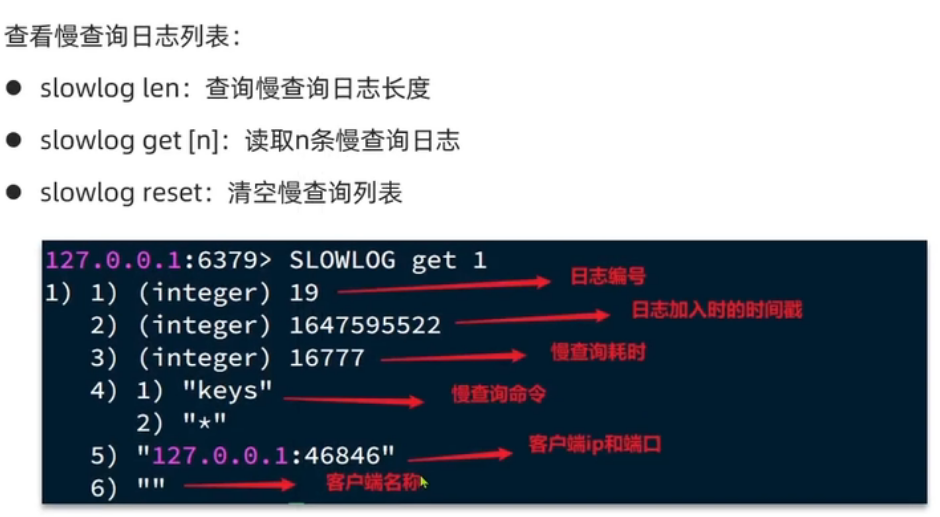 查看慢查询日志列表：
● slowlog len：查询慢查询日志长度
● slowlog get [n]：读取n条慢查询日志
● slowlog reset：清空慢查询列表
127.0.0.1:6379> SLOWLOG get 1
1) 1) (integer) 19 日志编号
2) (integer) 1647595522 日志加入时的时间戳
3) (integer) 16777 慢查询耗时
4) 1) "keys" 慢查询命令
2) "*"
5) "127.0.0.1:46846" 客户端ip和端口
6) "" 客户端名称